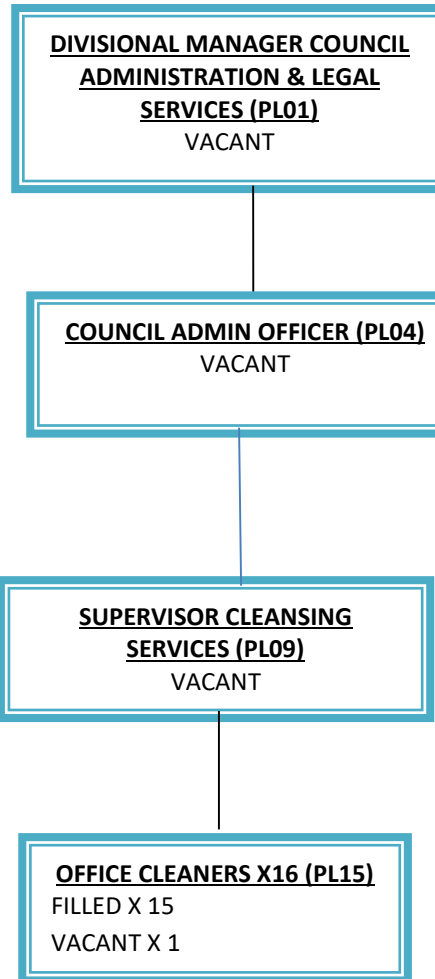 DIVISIONAL MANAGER COUNCIL
ADMINISTRATION & LEGAL
SERVICES (PL01)
VACANT
COUNCIL ADMIN OFFICER (PL04)
VACANT
SUPERVISOR CLEANSING
SERVICES (PL09)
VACANT
OFFICE CLEANERS X16 (PL15)
FILLED X 15
VACANT X 1